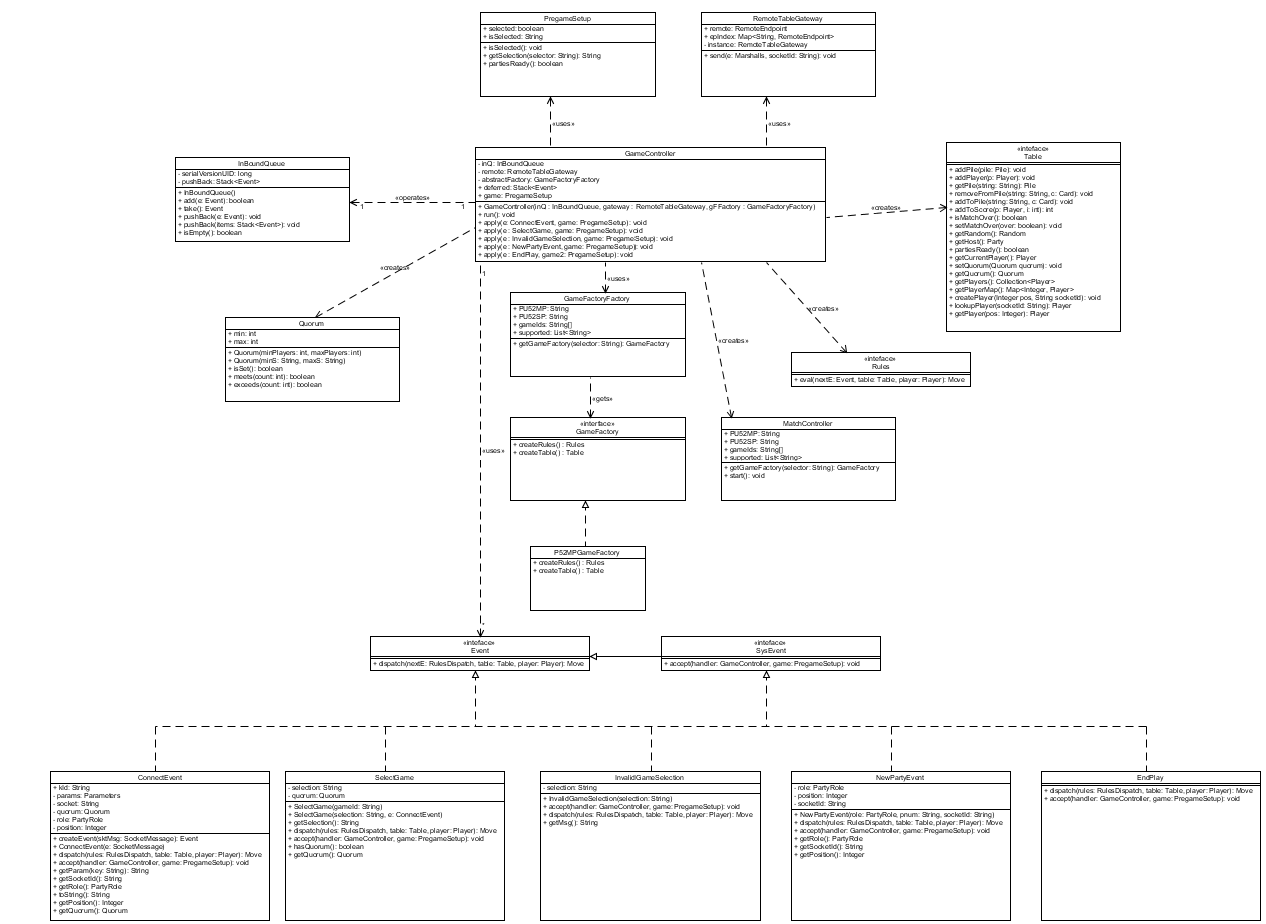 PregameSetup
+ selected: boolean
+ isSelected: String
+ isSelected(): void
+ getSelection(selector: String): String
+ partiesReady(): boolean
RemoteTableGateway
+ remote: RemoteEndpoint
+ epIndex: Map<String, RemoteEndpoint>
- instance: RemoteTableGateway
+ send(e: Marshalls, socketId: String): void
«uses»
«uses»
GameController
- inQ: InBoundQueue
- remote: RemoteTableGateway
- abstractFactory: GameFactoryFactory
+ deferred: Stack<Event>
+ game: PregameSetup
+ GameController(inQ : InBoundQueue, gateway : RemoteTableGateway,gFFactory : GameFactoryFactory)
+ run(): void
+ apply(e: ConnectEvent, game: PregameSetup): void
+ apply(e : SelectGame, game: PregameSetup): void
+ apply(e : InvalidGameSelection, game: PregameSetup): void
+ apply(e : NewPartyEvent, game: PregameSetup): void
+ apply(e : EndPlay, game2: PregameSetup): void
InBoundQueue
- serialVersionUID: long
- pushBack: Stack<Event>
+ InBoundQueue()
+ add(e: Event): boolean
+ take(): Event
+ pushBack(e: Event): void
+ pushBack(items: Stack<Event>): void
+ isEmpty(): boolean
«operates»
1
1
«inteface»
Table
+ addPile(pile: Pile): void
+ addPlayer(p: Player): void
+ getPile(string: String): Pile
+ removeFromPile(string: String, c: Card): void
+ addToPile(string: String, c: Card): void
+ addToScore(p: Player, i: int): int
+ isMatchOver(): boolean
+ setMatchOver(over: boolean): void
+ getRandom(): Random
+ getHost(): Party
+ partiesReady(): boolean
+ getCurrentPlayer(): Player
+ setQuorum(Quorum quorum): void
+ getQuorum(): Quorum
+ getPlayers(): Collection<Player>
+ getPlayerMap(): Map<Integer, Player>
+ createPlayer(Integer pos, String socketId): void
+ lookupPlayer(socketId: String): Player
+ getPlayer(pos: Integer): Player
«creates»
«creates»
1
«uses»
«creates»
«creates»
Quorum
+ min: int
+ max: int
+ Quorum(minPlayers: int, maxPlayers: int)
+ Quorum(minS: String, maxS: String)
+ isSet(): boolean
+ meets(count: int): boolean
+ exceeds(count: int): boolean
GameFactoryFactory
+ PU52MP: String
+ PU52SP: String
+ gameIds: String[]
+ supported: List<String>
+ getGameFactory(selector: String): GameFactory
«inteface»
Rules
+ eval(nextE: Event, table: Table, player: Player): Move
«gets»
«interface»
GameFactory
+ createRules() : Rules
+ createTable() : Table
MatchController
+ PU52MP: String
+ PU52SP: String
+ gameIds: String[]
+ supported: List<String>
+ getGameFactory(selector: String): GameFactory
+ start(): void
«uses»
P52MPGameFactory
+ createRules() : Rules
+ createTable() : Table
«inteface»
Event
+ dispatch(nextE: RulesDispatch, table: Table, player: Player): Move
«inteface»
SysEvent
+ accept(handler: GameController, game: PregameSetup): void
ConnectEvent
+ kId: String
- params: Parameters
- socket: String
- quorum: Quorum
- role: PartyRole
- position: Integer
+ createEvent(sktMsg: SocketMessage): Event
+ ConnectEvent(e: SocketMessage)
+ dispatch(rules: RulesDispatch, table: Table, player: Player): Move
+ accept(handler: GameController, game: PregameSetup): void
+ getParam(key: String): String
+ getSocketId(): String
+ getRole(): PartyRole
+ toString(): String
+ getPosition(): Integer
+ getQuorum(): Quorum
SelectGame
- selection: String
- quorum: Quorum
+ SelectGame(gameId: String)
+ SelectGame(selection: String, e: ConnectEvent)
+ getSelection(): String
+ dispatch(rules: RulesDispatch, table: Table, player: Player): Move
+ accept(handler: GameController, game: PregameSetup): void
+ hasQuorum(): boolean
+ getQuorum(): Quorum
InvalidGameSelection
- selection: String
+ InvalidGameSelection(selection: String)
+ accept(handler: GameController, game: PregameSetup): void
+ dispatch(rules: RulesDispatch, table: Table, player: Player): Move
+ getMsg(): String
NewPartyEvent
- role: PartyRole
- position: Integer
- socketId: String
+ NewPartyEvent(role: PartyRole, pnum: String, socketId: String)
+ dispatch(rules: RulesDispatch, table: Table, player: Player): Move
+ accept(handler: GameController, game: PregameSetup): void
+ getRole(): PartyRole
+ getSocketId(): String
+ getPosition(): Integer
EndPlay
+ dispatch(rules: RulesDispatch, table: Table, player: Player): Move
+ accept(handler: GameController, game: PregameSetup): void